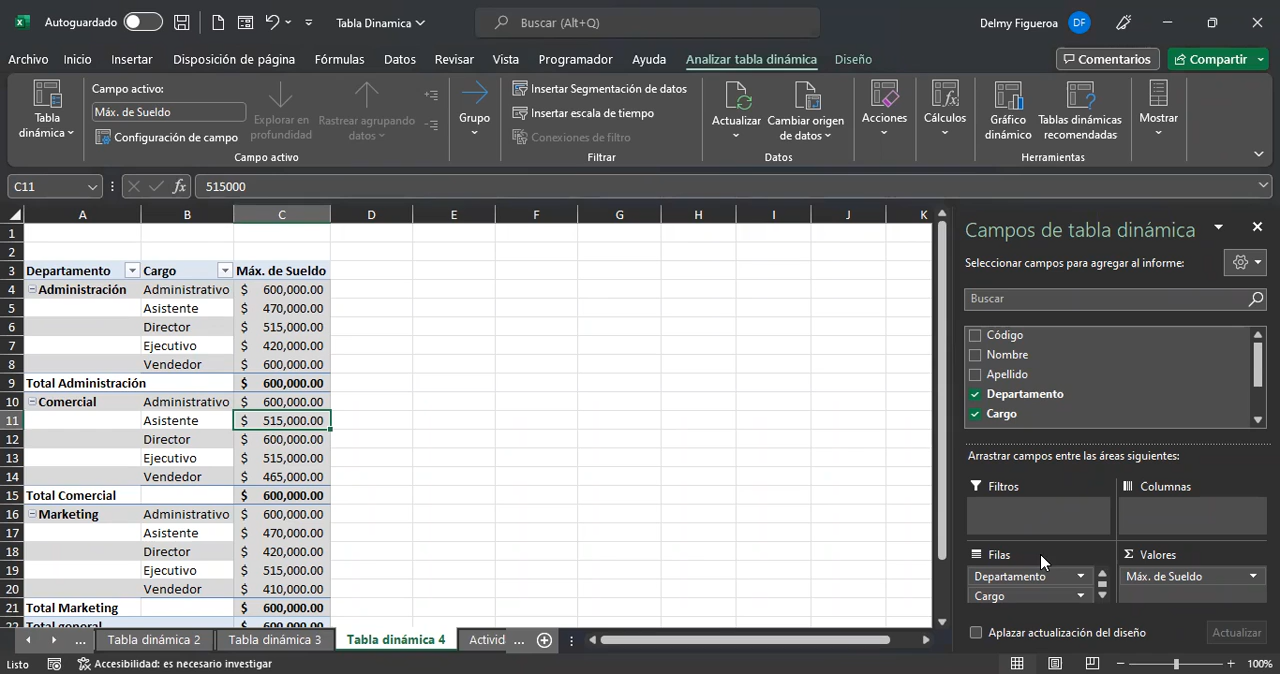 Autoguardado
Tabla Dinamica
Buscar (Alt+Q)
Delmy Figueroa
DF
Archivo Inicio Insertar Disposición de página Fórmulas Datos Vista Revisar Programador Ayuda Analizar tabla dinámica Diseño
Comentarios
Compartir
Tabla dinámica
Campo activo:
Máx. de Sueldo
Configuración de campo
Explorar en profundidad
Rastrear agrupando datos
Campo activo
Grupo
Insertar Segmentación de datos
Insertar escala de tiempo
Conexiones de filtro
Filtrar
Actualizar
Cambiar origen de datos
Datos
Acciones
Cálculos
Gráfico dinámico
Tablas dinámicas recomendadas
Herramientas
Mostrar
C11
fx
515000
A B C D E F G H I J K
1
2
3 Departamento Cargo Máx. de Sueldo
4 Administración Administrativo $ 600,000.00
5 Asistente $ 470,000.00
6 Director $ 515,000.00
7 Ejecutivo $ 420,000.00
8 Vendedor $ 600,000.00
9 Total Administración $ 600,000.00
10 Comercial Administrativo $ 600,000.00
11 Asistente $ 515,000.00
12 Director $ 600,000.00
13 Ejecutivo $ 515,000.00
14 Vendedor $ 465,000.00
15 Total Comercial $ 600,000.00
16 Marketing Administrativo $ 600,000.00
17 Asistente $ 470,000.00
18 Director $ 420,000.00
19 Ejecutivo $ 515,000.00
20 Vendedor $ 410,000.00
21 Total Marketing $ 600,000.00
22 Total general $ 600,000.00
Campos de tabla dinámica
Seleccionar campos para agregar al informe:
Buscar
Código
Nombre
Apellido
Departamento
Cargo
Arrastrar campos entre las áreas siguientes:
Filtros
Columnas
Filas
Σ Valores
Departamento
Máx. de Sueldo
Cargo
Aplazar actualización del diseño
Actualizar
... Tabla dinámica 2 Tabla dinámica 3 Tabla dinámica 4 Activid ...
Listo
Accesibilidad: es necesario investigar
100%